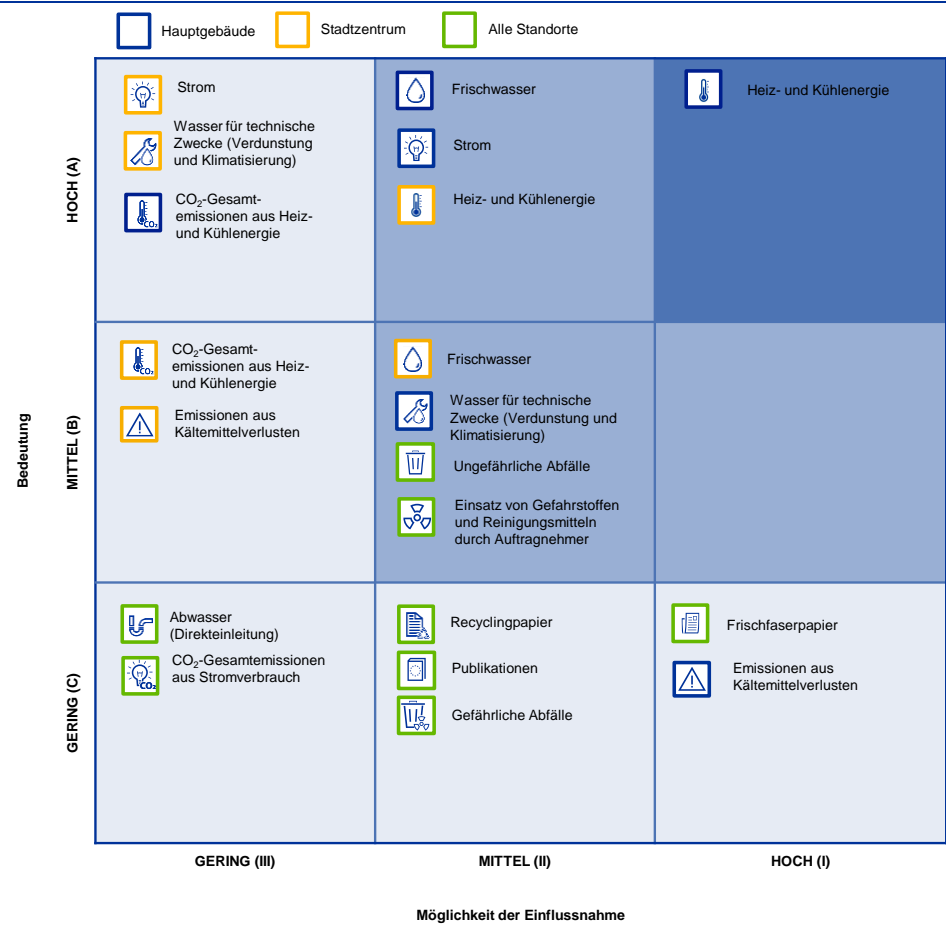 Hauptgebäude
Stadtzentrum
Alle Standorte
HOCH (A)
Strom
Wasser für technische
Zwecke (Verdunstung
und Klimatisierung)
CO₂-Gesamt-
emissionen aus Heiz-
und Kühlenergie
CO₂
Frischwasser
Strom
Heiz- und Kühlenergie
Heiz- und Kühlenergie
Bedeutung
MITTEL (B)
CO₂-Gesamt-
emissionen aus Heiz-
und Kühlenergie
CO₂
Emissionen aus
Kältemittelverlusten
Frischwasser
Wasser für technische
Zwecke (Verdunstung und
Klimatisierung)
Ungefährliche Abfälle
Einsatz von Gefahrstoffen
und Reinigungsmitteln
durch Auftragnehmer
GERING (C)
Abwasser
(Direkteinleitung)
CO₂-Gesamtemissionen
aus Stromverbrauch
CO₂
Recyclingpapier
Publikationen
Gefährliche Abfälle
Frischfaserpapier
Emissionen aus
Kältemittelverlusten
GERING (III)
MITTEL (II)
HOCH (I)
Möglichkeit der Einflussnahme